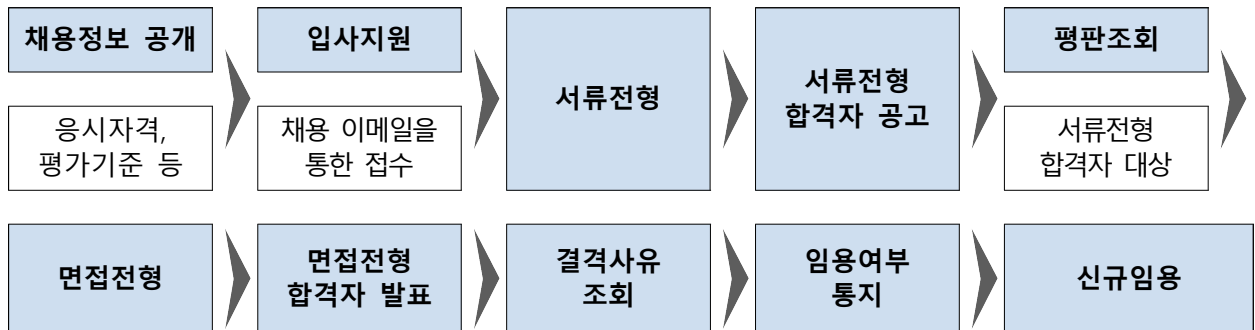 채용정보 공개
응시자격,
평가기준 등
입사지원
채용 이메일을
통한 접수
서류전형
서류전형
합격자 공고
평판조회
서류전형
합격자 대상
면접전형
면접전형
합격자 발표
결격사유
조회
임용여부
통지
신규임용